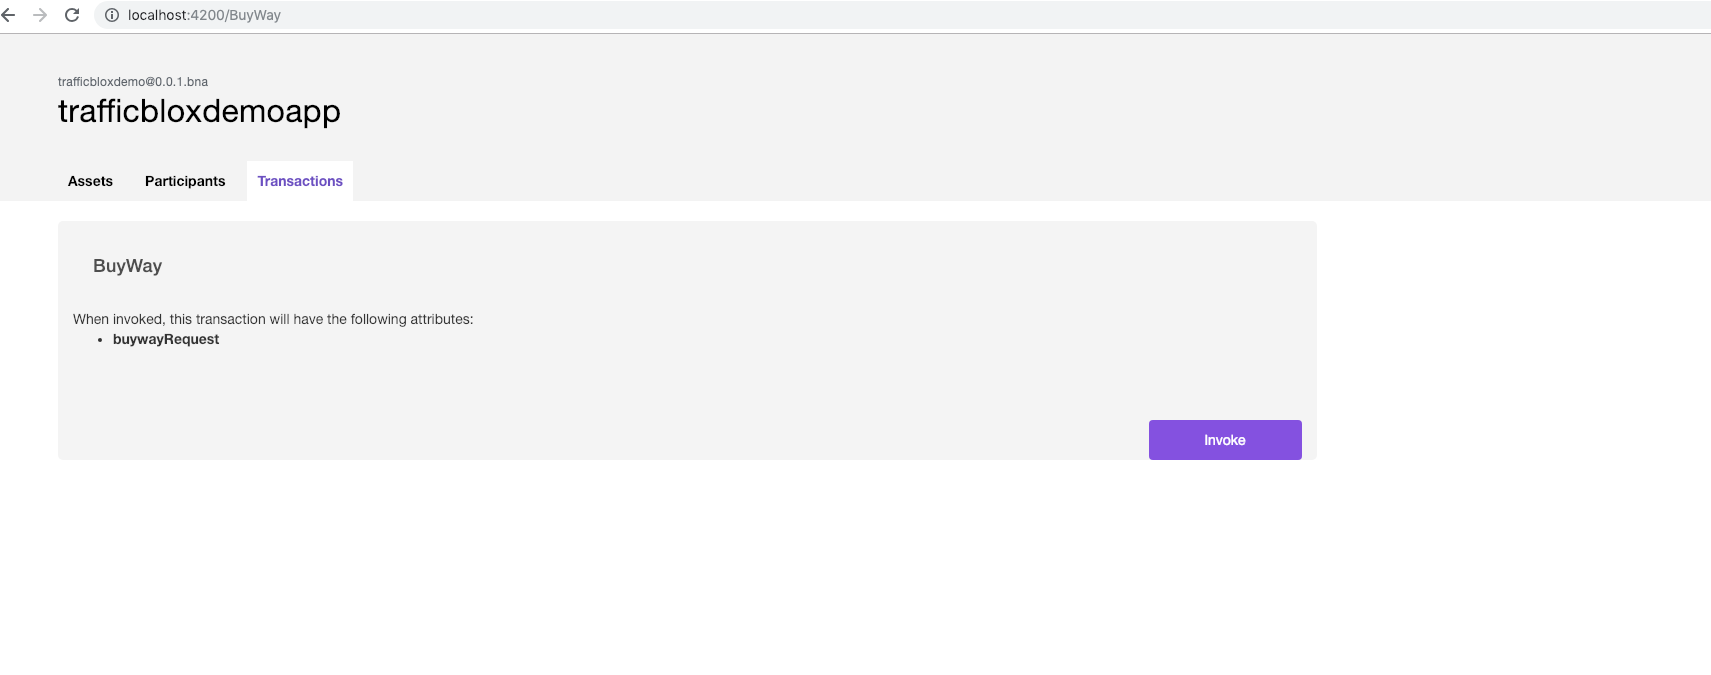 localhost:4200/BuyWay
trafficbloxdemo@0.0.1.bna
trafficbloxdemoapp
Assets Participants Transactions
BuyWay
When invoked, this transaction will have the following attributes:
• buywayRequest
Invoke